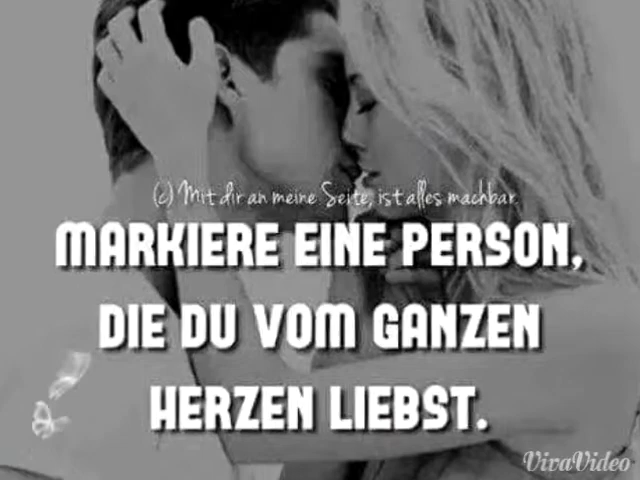 (c) Mit dir an meine Seite, ist alles machbar.
MARKIERE EINE PERSON,
DIE DU VOM GANZEN
HERZEN LIEBST.
VivaVideo